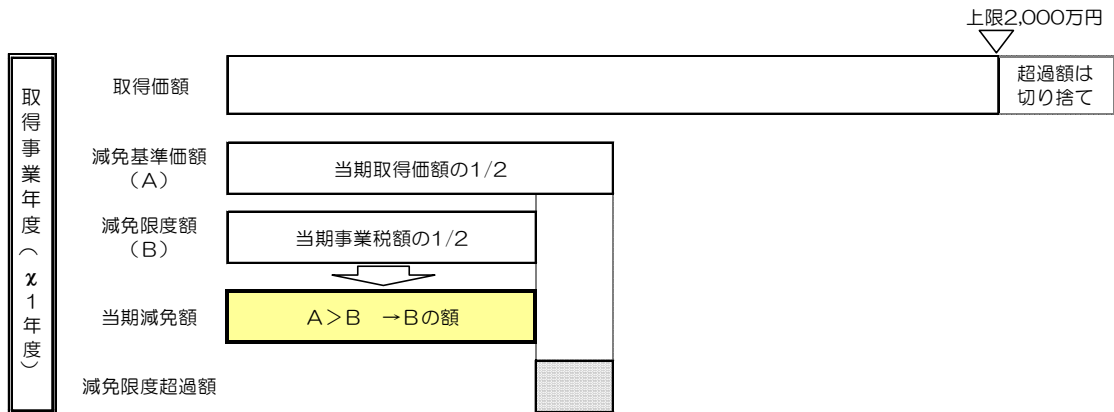 上限2,000万円
取得事業年度（χ1年度）
取得価額
超過額は
切り捨て
減免基準価額
（A）
当期取得価額の1/2
減免限度額
（B）
当期事業税額の1/2
当期減免額
A＞B　→Bの額
減免限度超過額